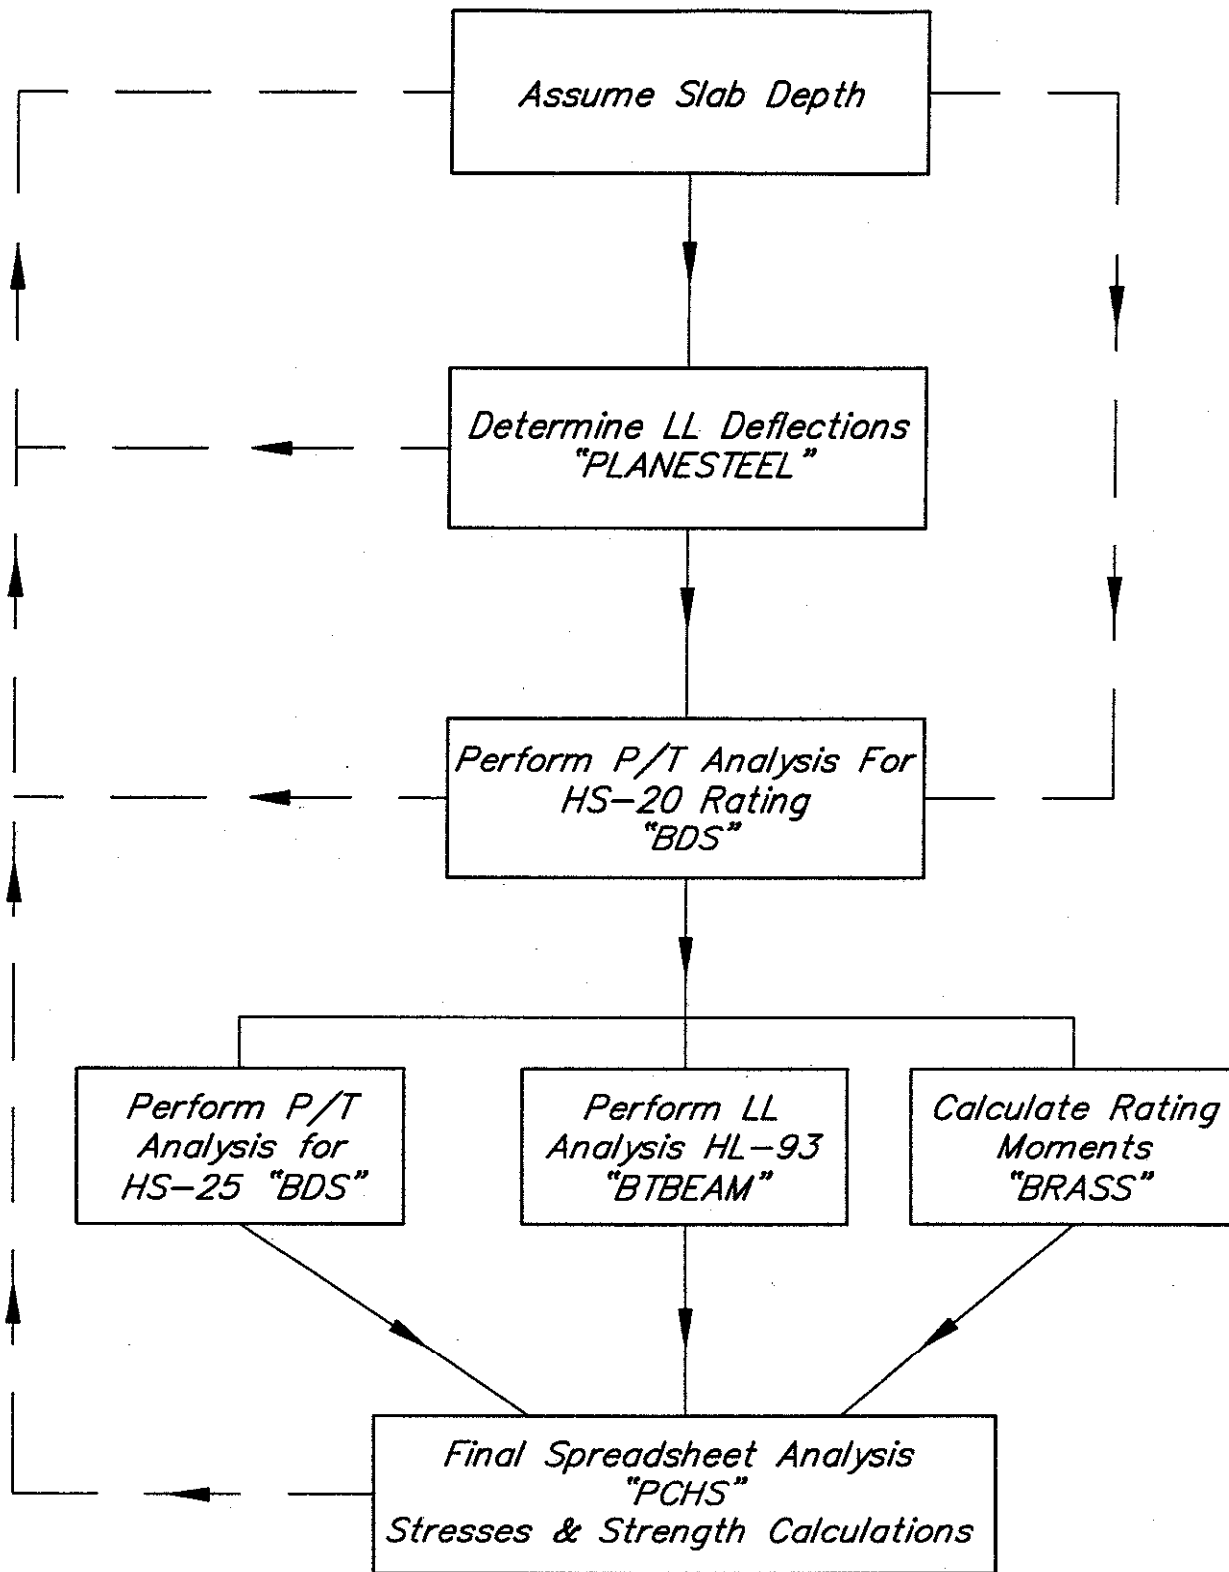 Assume Slab Depth
Determine LL Deflections
"PLANESTEEL"
Perform P/T Analysis For
HS-20 Rating
"BDS"
Perform P/T
Analysis for
HS-25 "BDS"
Perform LL
Analysis HL-93
"BTBEAM"
Calculate Rating
Moments
"BRASS"
Final Spreadsheet Analysis
"PCHS"
Stresses & Strength Calculations